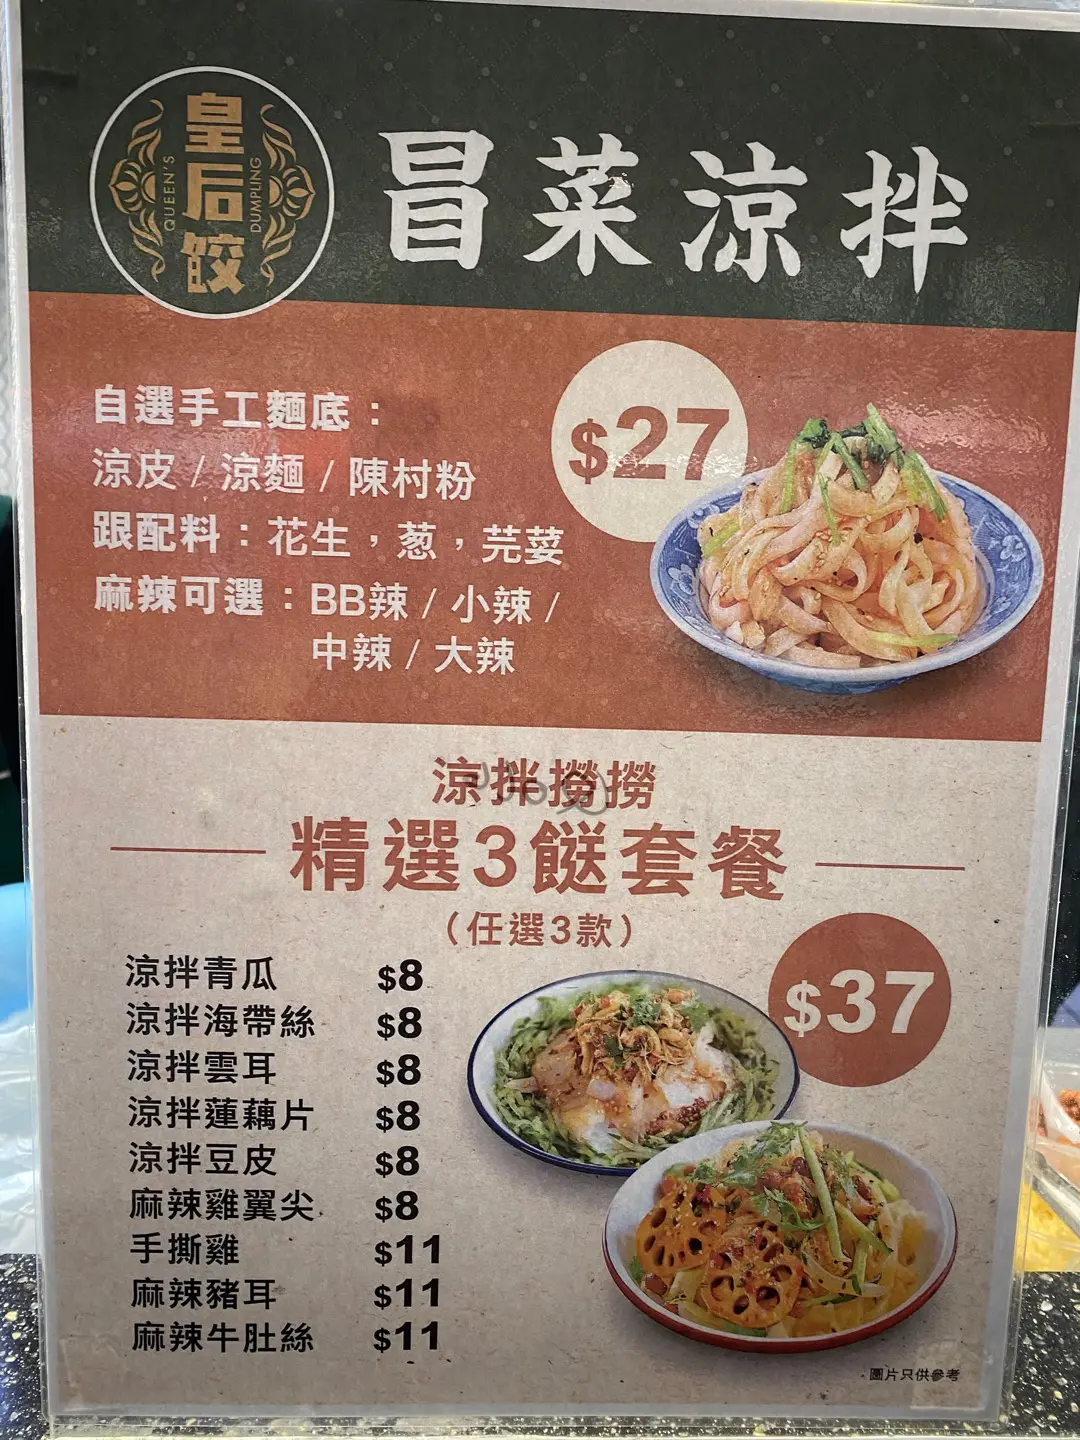 皇后餃
QUEEN'S
DUMPLING
冒菜涼拌
自選手工麵底：
涼皮 / 涼麵 / 陳村粉
跟配料：花生，葱，芫荽
麻辣可選：BB辣 / 小辣 /
中辣 / 大辣
$27
涼拌撈撈
精選3餸套餐
（任選3款）
$37
涼拌青瓜 $8
涼拌海帶絲 $8
涼拌雲耳 $8
涼拌蓮藕片 $8
涼拌豆皮 $8
麻辣雞翼尖 $8
手撕雞 $11
麻辣豬耳 $11
麻辣牛肚絲 $11
圖片只供參考